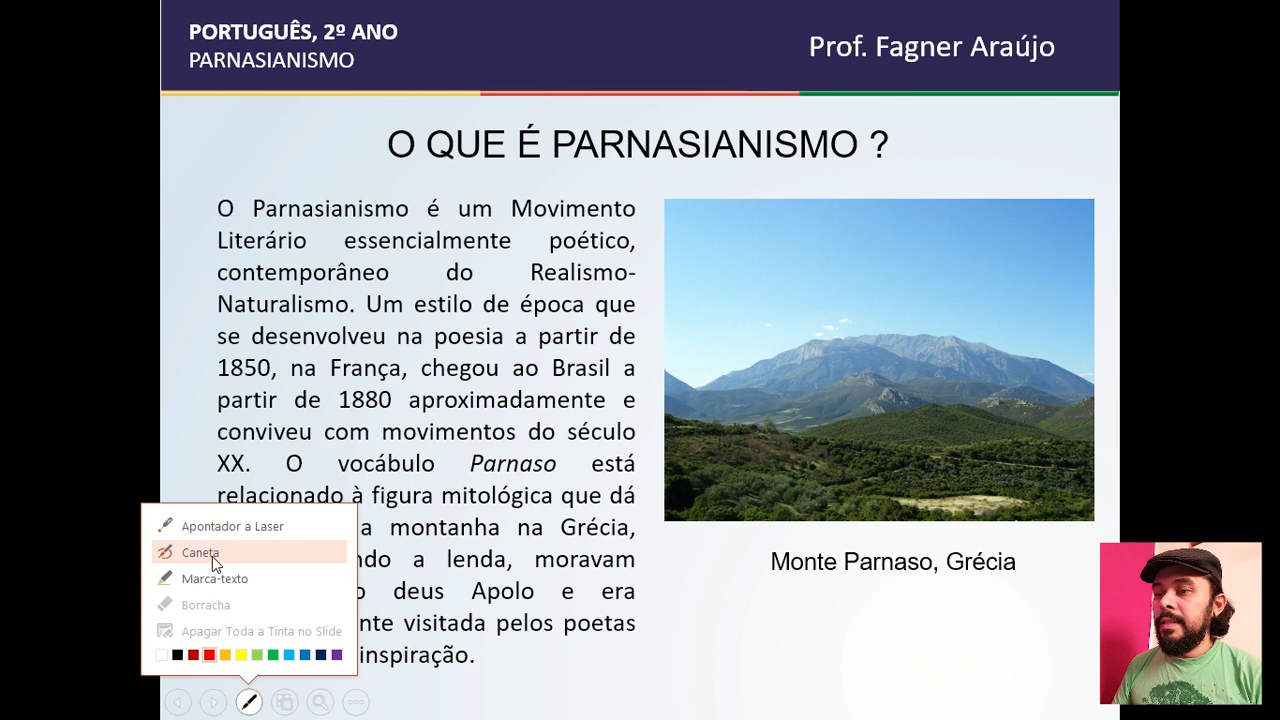 PORTUGUÊS, 2º ANO
PARNASIANISMO
Prof. Fagner Araújo
O QUE É PARNASIANISMO ?
O Parnasianismo é um Movimento
Literário essencialmente poético,
contemporâneo do Realismo-
Naturalismo. Um estilo de época que
se desenvolveu na poesia a partir de
1850, na França, chegou ao Brasil a
partir de 1880 aproximadamente e
conviveu com movimentos do século
XX. O vocábulo Parnaso está
relacionado à figura mitológica que dá
a montanha na Grécia,
a lenda, moravam
deus Apolo e era
visitada pelos poetas
inspiração.
Monte Parnaso, Grécia
Apontador a Laser
Caneta
Marca-texto
Borracha
Apagar Toda a Tinta no Slide